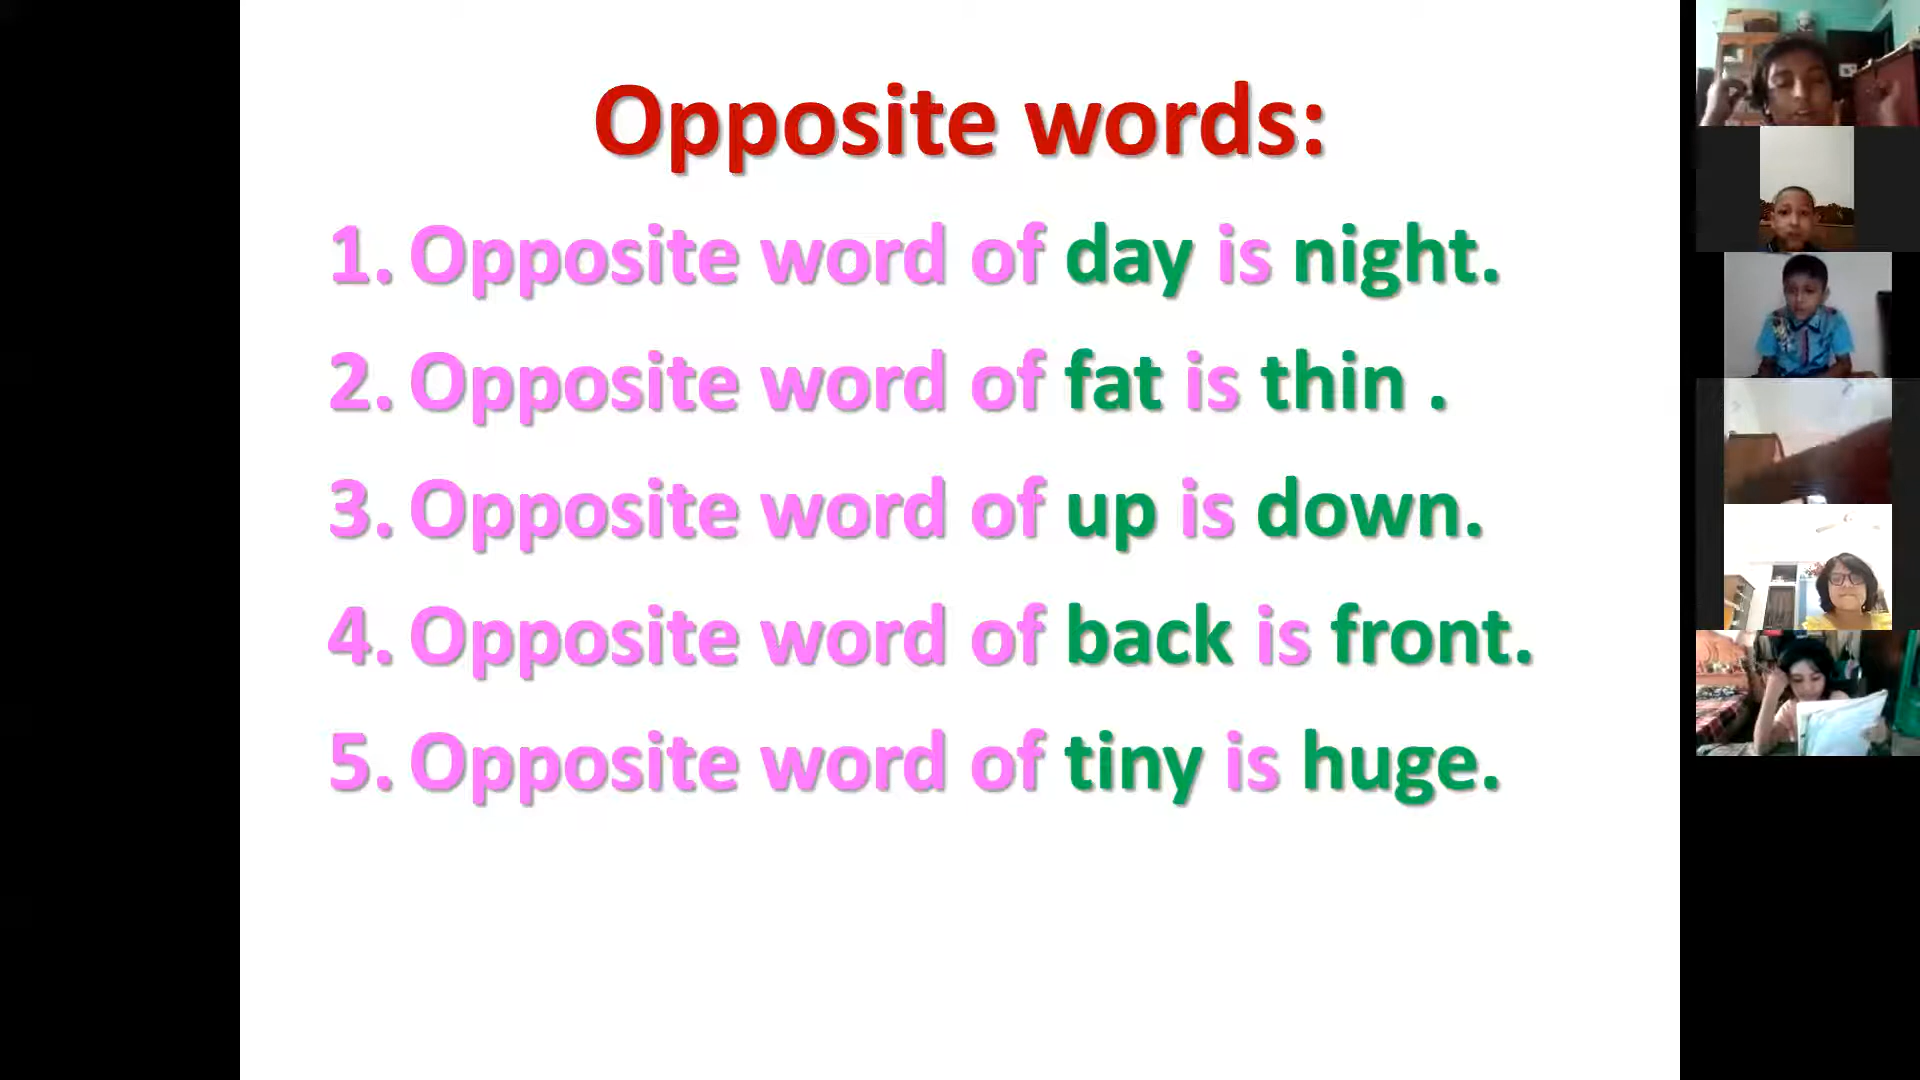 Opposite words:
1. Opposite word of day is night.
2. Opposite word of fat is thin .
3. Opposite word of up is down.
4. Opposite word of back is front.
5. Opposite word of tiny is huge.